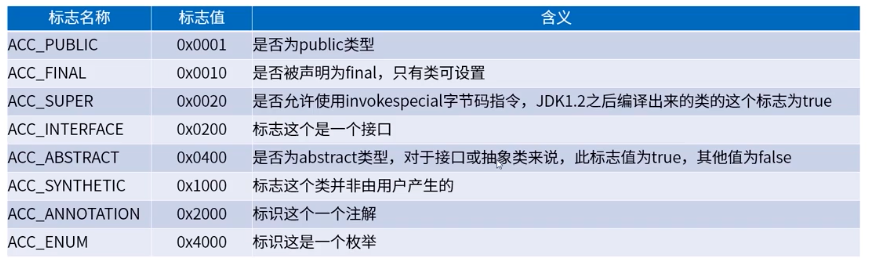 标志名称 标志值 含义
ACC_PUBLIC 0x0001 是否为public类型
ACC_FINAL 0x0010 是否被声明为final，只有类可设置
ACC_SUPER 0x0020 是否允许使用invokespecial字节码指令，JDK1.2之后编译出来的类的这个标志为true
ACC_INTERFACE 0x0200 标志这个是一个接口
ACC_ABSTRACT 0x0400 是否为abstract类型，对于接口或抽象类来说，此标志值为true，其他值为false
ACC_SYNTHETIC 0x1000 标志这个类并非由用户产生的
ACC_ANNOTATION 0x2000 标识这个一个注解
ACC_ENUM 0x4000 标识这是一个枚举